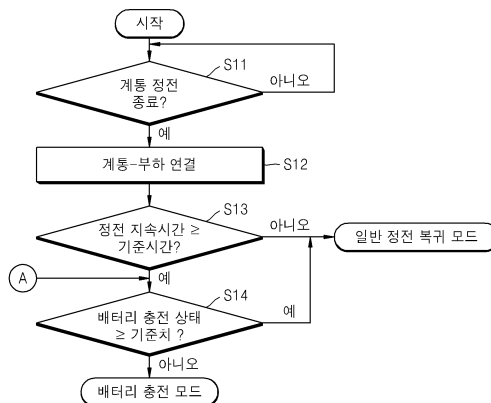 시작
S11
계통 정전
종료?
아니오
예
계통-부하 연결
S12
S13
정전 지속시간 ≥
기준시간?
아니오
일반 정전 복귀 모드
예
A
S14
배터리 충전 상태
≥ 기준치 ?
예
아니오
배터리 충전 모드